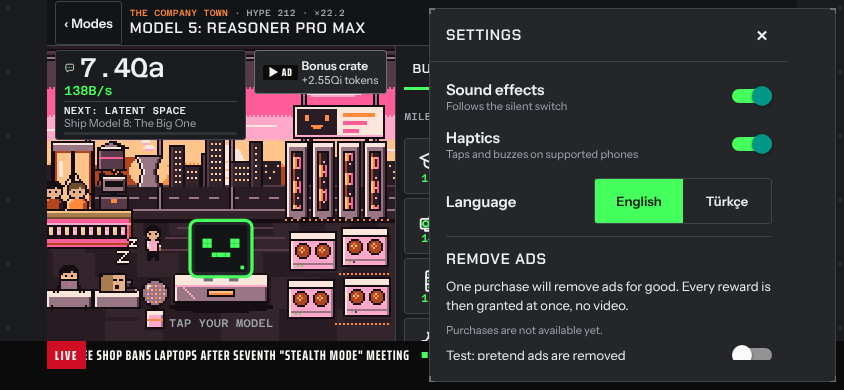 ‹ Modes
THE COMPANY TOWN · HYPE 212 · ×22.2
MODEL 5: REASONER PRO MAX
7.4Qa
138B/s
NEXT: LATENT SPACE
Ship Model 8: The Big One
AD
Bonus crate
+2.55Qi tokens
BU
MILE
1
1
1
Z
Z
TAP YOUR MODEL
LIVE
E SHOP BANS LAPTOPS AFTER SEVENTH "STEALTH MODE" MEETING
SETTINGS
×
Sound effects
Follows the silent switch
Haptics
Taps and buzzes on supported phones
Language
English
Türkçe
REMOVE ADS
One purchase will remove ads for good. Every reward is
then granted at once, no video.
Purchases are not available yet.
Test: pretend ads are removed